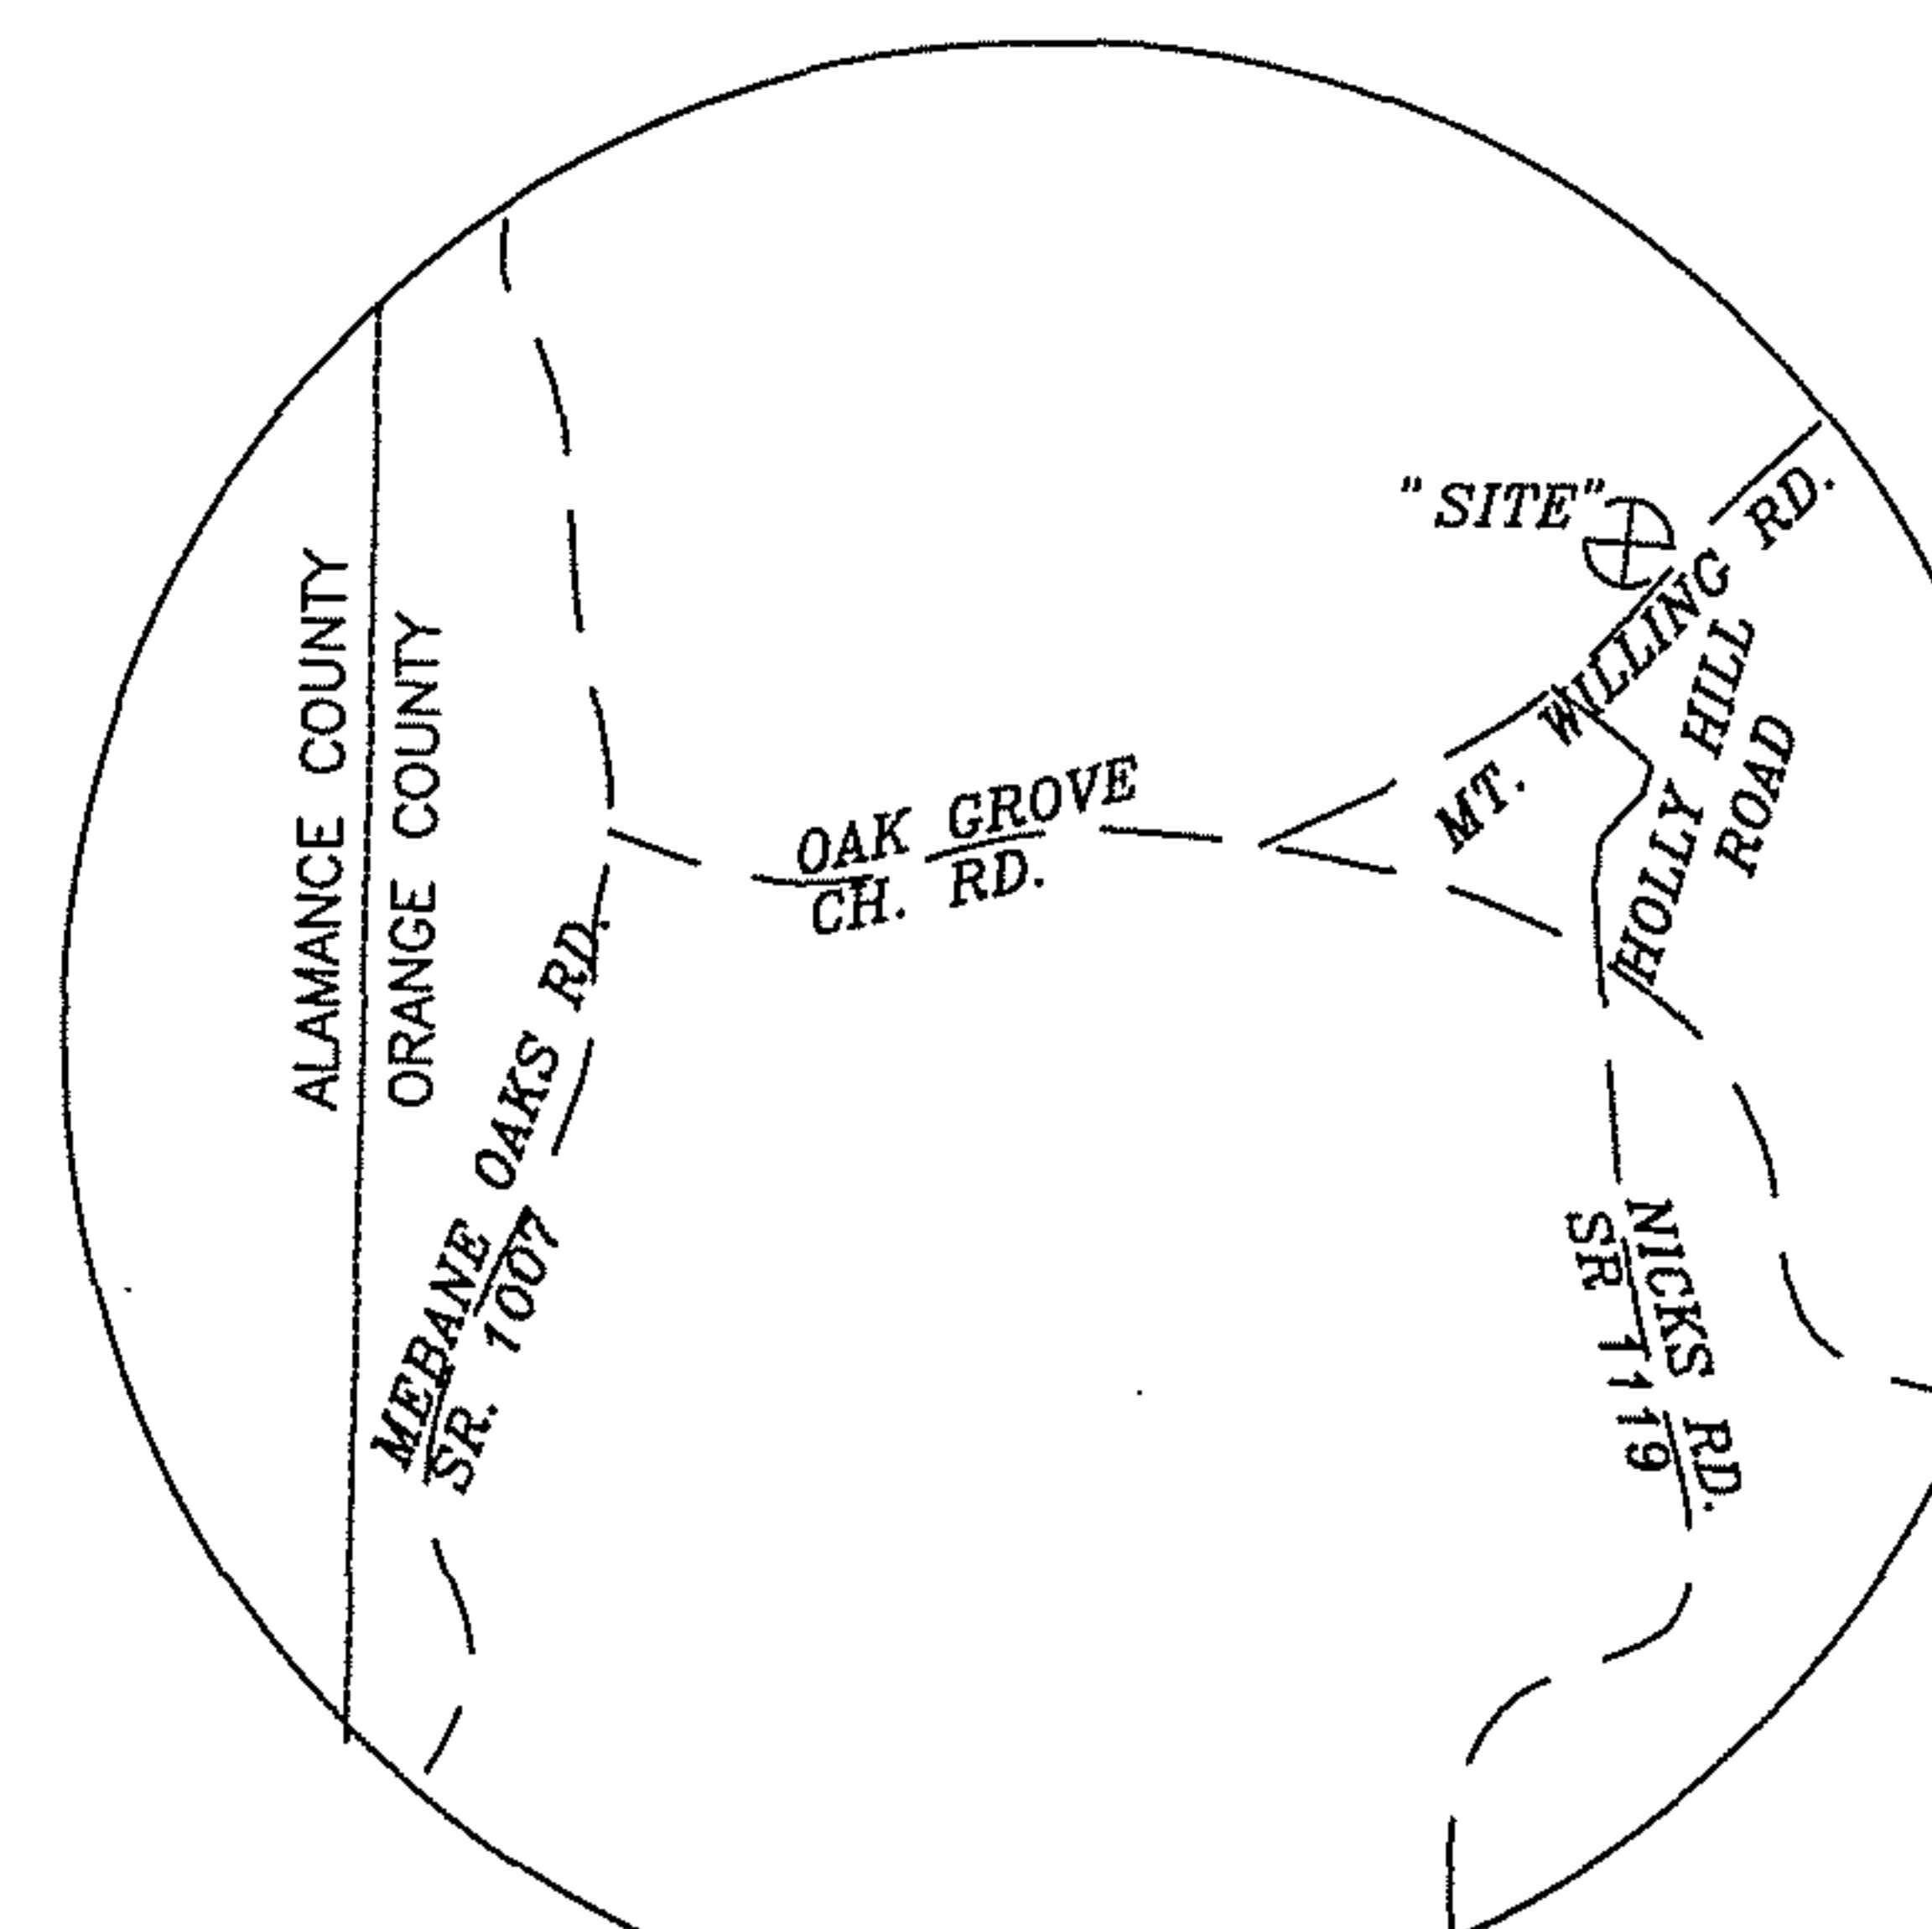 "SITE"
MT. WILLING RD.
HOLLY HILL
ROAD
OAK GROVE
CH. RD.
ALAMANCE COUNTY
ORANGE COUNTY
MEBANE OAKS RD.
SR. 1007
NICKS RD.
SR 1119